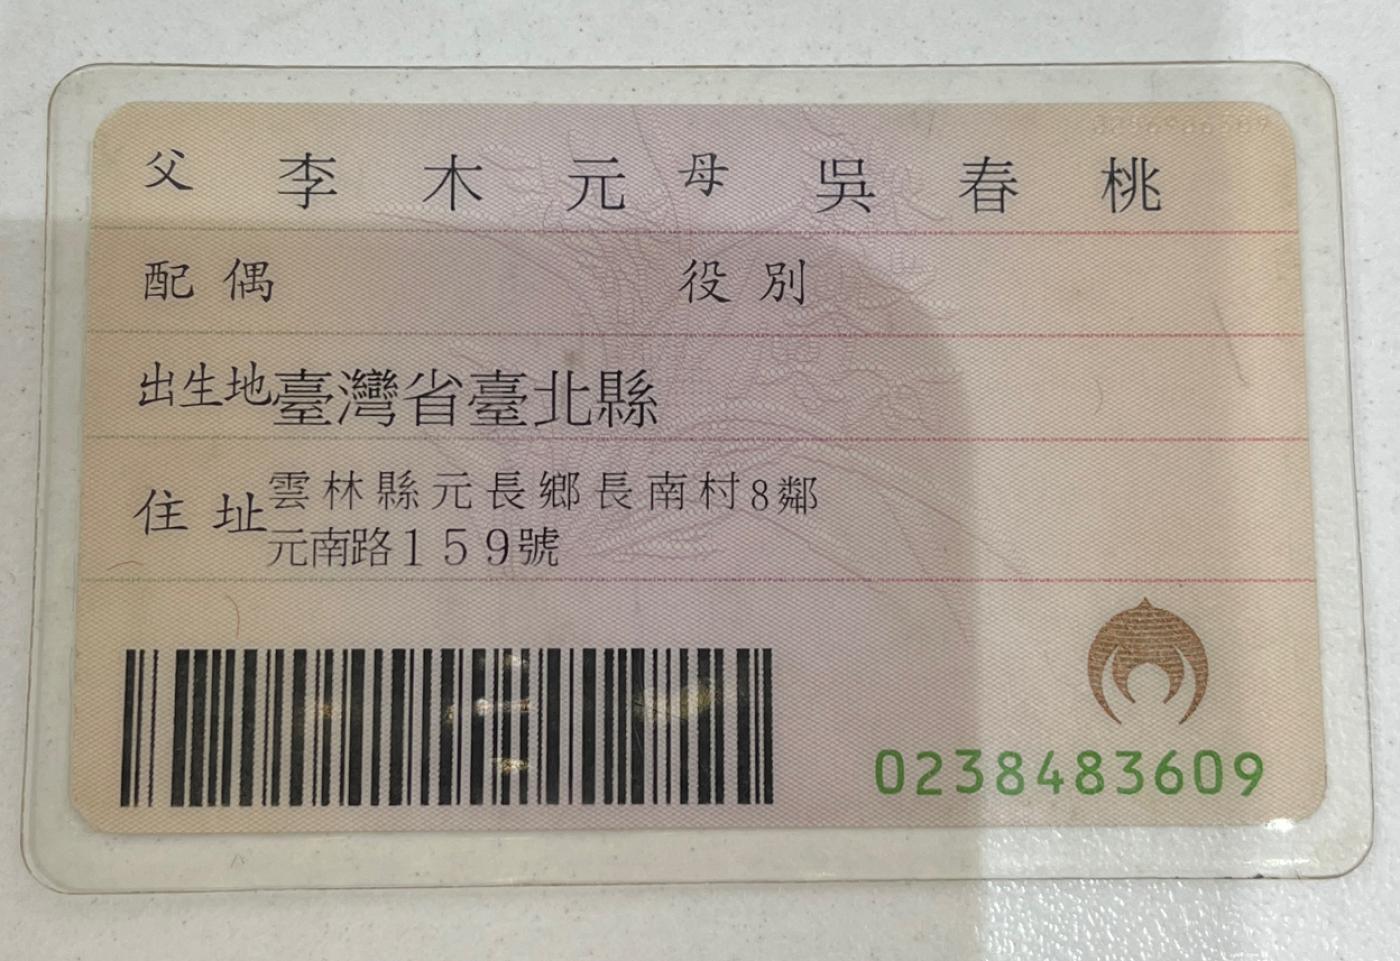 父 李木元 母 吳春桃
配偶 役別
出生地 臺灣省臺北縣
住址 雲林縣元長鄉長南村8鄰
元南路159號
0238483609